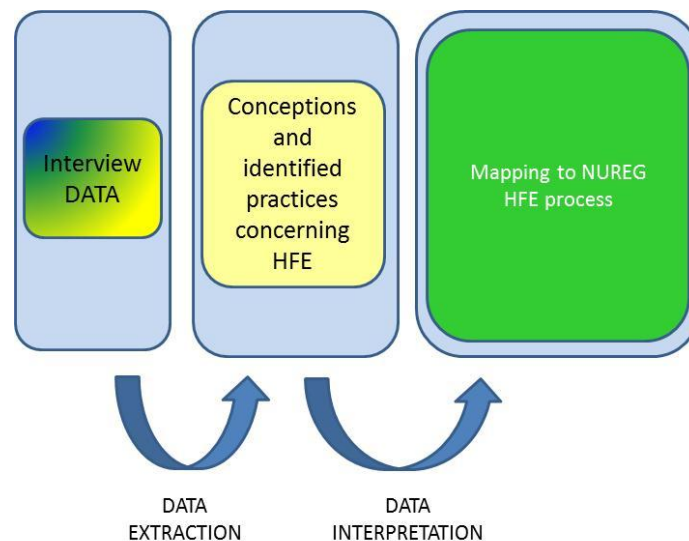 Interview
DATA
Conceptions
and
identified
practices
concerning
HFE
Mapping to NUREG
HFE process
DATA
EXTRACTION
DATA
INTERPRETATION